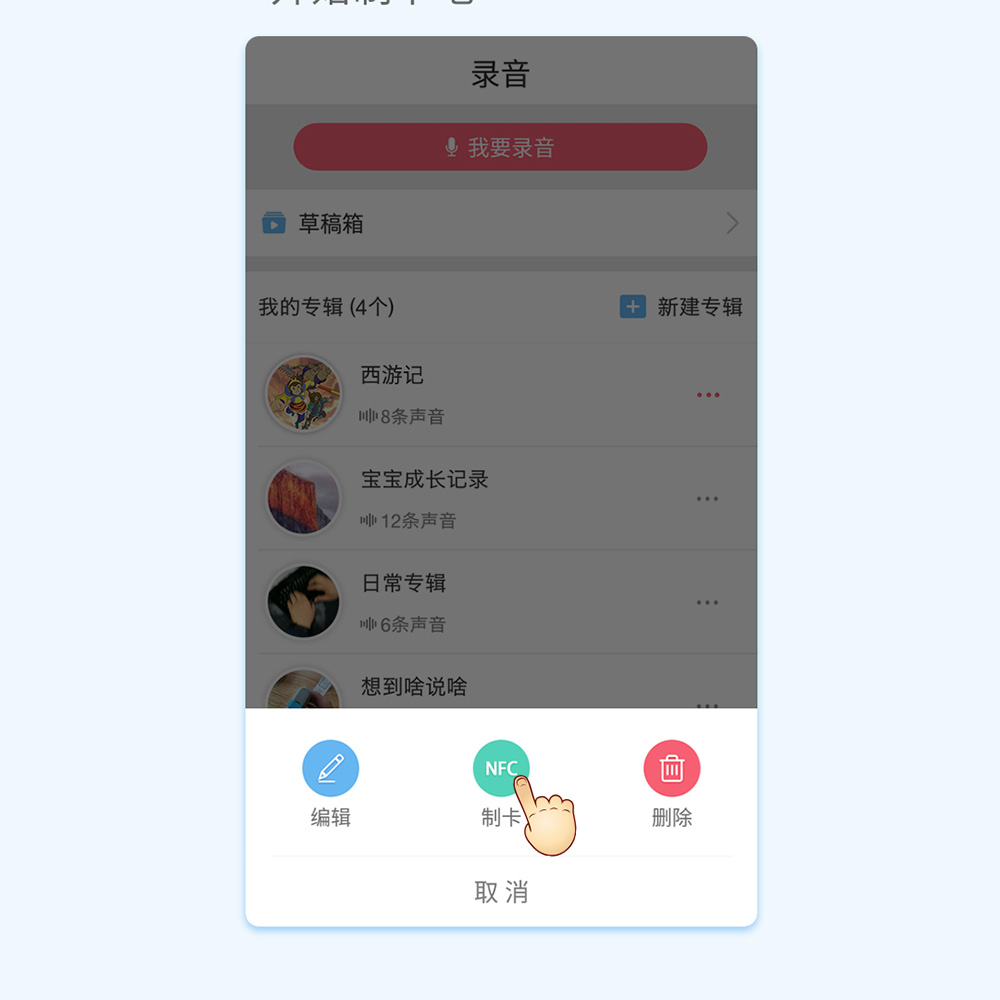 录音
我要录音
草稿箱
我的专辑 (4个)
新建专辑
西游记
8条声音
宝宝成长记录
12条声音
日常专辑
6条声音
想到啥说啥
NFC
编辑
制卡
删除
取消